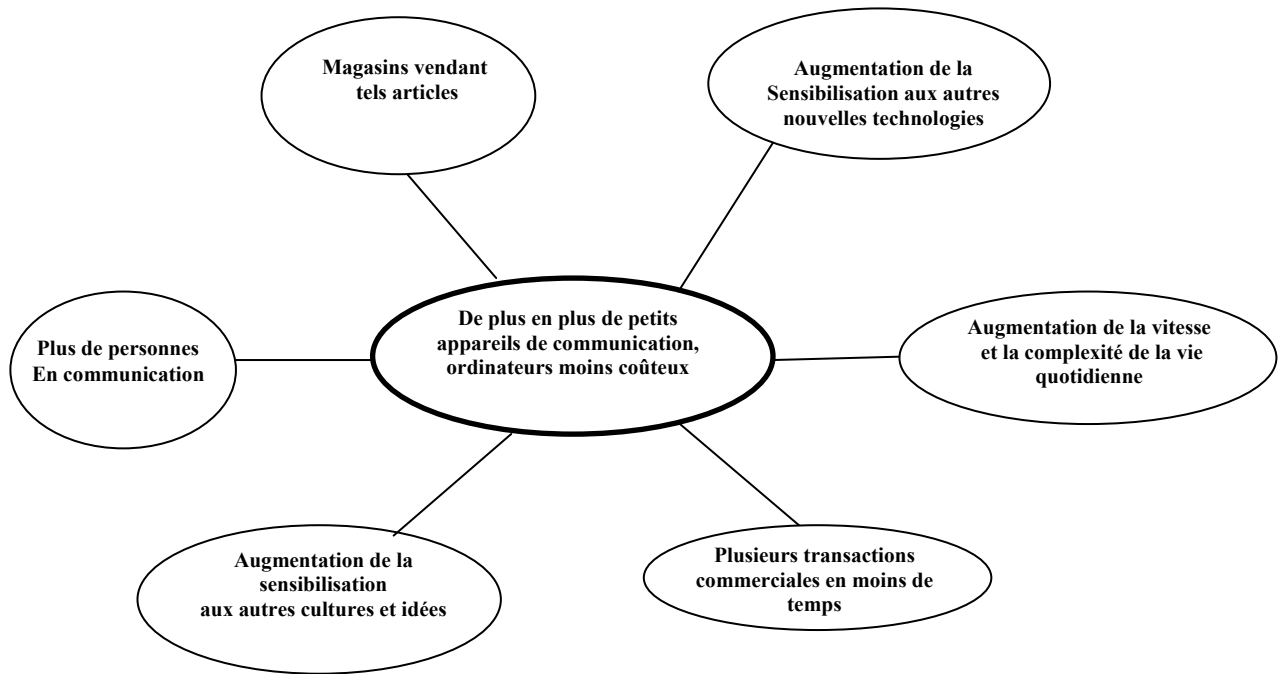 Magasins vendant
tels articles
Augmentation de la
Sensibilisation aux autres
nouvelles technologies
De plus en plus de petits
appareils de communication,
ordinateurs moins coûteux
Augmentation de la vitesse
et la complexité de la vie
quotidienne
Plus de personnes
En communication
Augmentation de la
sensibilisation
aux autres cultures et idées
Plusieurs transactions
commerciales en moins de
temps